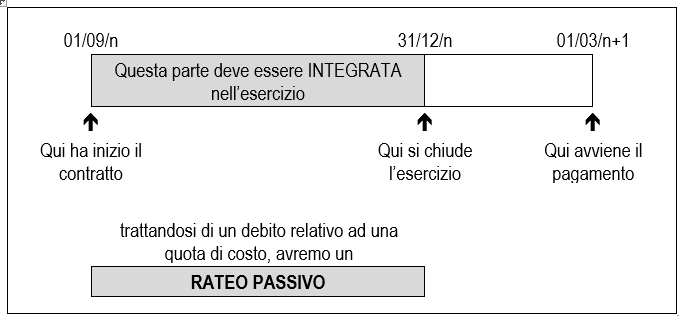 01/09/n 31/12/n 01/03/n+1
Questa parte deve essere INTEGRATA
nell'esercizio
Qui ha inizio il Qui si chiude Qui avviene il
contratto l'esercizio pagamento
trattandosi di un debito relativo ad una
quota di costo, avremo un
RATEO PASSIVO